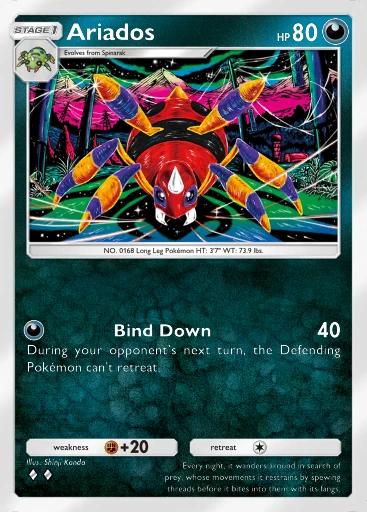 STAGE 1
Ariados
HP 80
Evolves from Spinarak
NO. 0168 Long Leg Pokémon HT: 3'7" WT: 73.9 lbs.
Bind Down 40
During your opponent's next turn, the Defending
Pokémon can't retreat.
weakness +20 retreat
Illus. Shinji Kanda
Every night, it wanders around in search of
prey, whose movements it restrains by spewing
threads before it bites into them with its fangs.